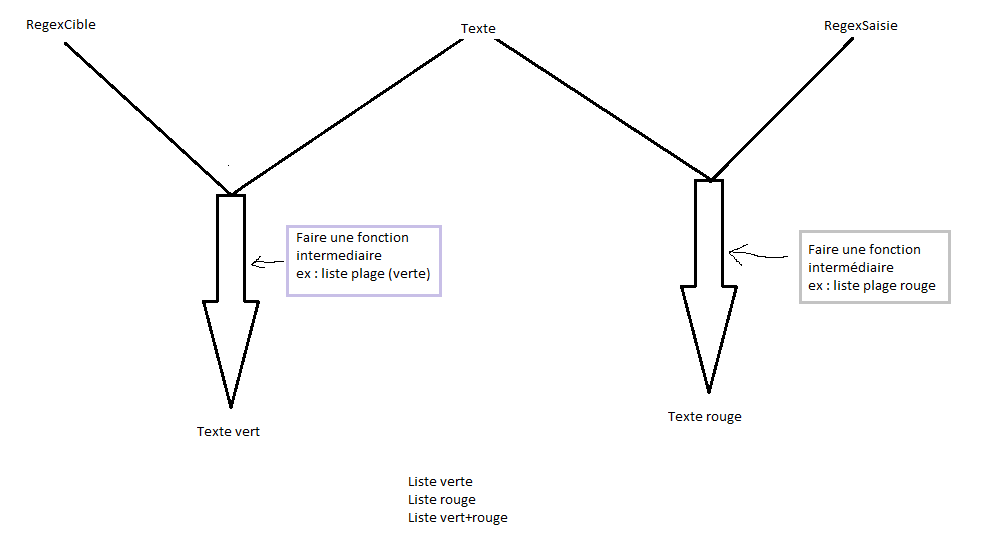 RegexCible
Texte
RegexSaisie
Faire une fonction
intermediaire
ex : liste plage (verte)
Faire une fonction
intermédiaire
ex : liste plage rouge
Texte vert
Texte rouge
Liste verte
Liste rouge
Liste vert+rouge